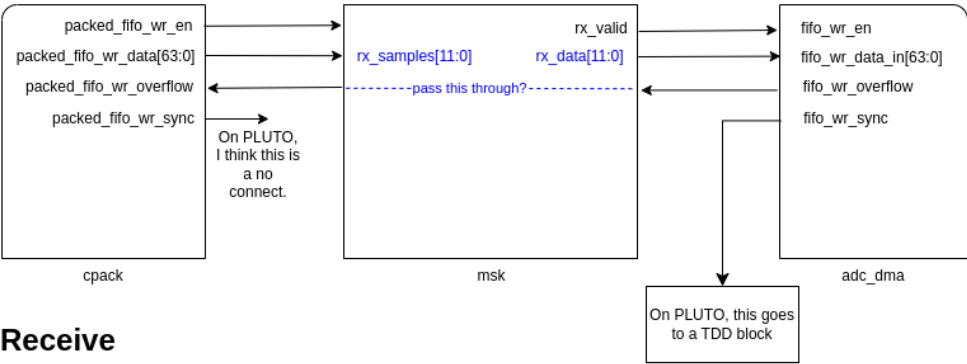 packed_fifo_wr_en
packed_fifo_wr_data[63:0]
packed_fifo_wr_overflow
packed_fifo_wr_sync
On PLUTO,
I think this is
a no
connect.
cpack
rx_valid
rx_samples[11:0]
rx_data[11:0]
pass this through?
msk
fifo_wr_en
fifo_wr_data_in[63:0]
fifo_wr_overflow
fifo_wr_sync
adc_dma
On PLUTO, this goes
to a TDD block
Receive